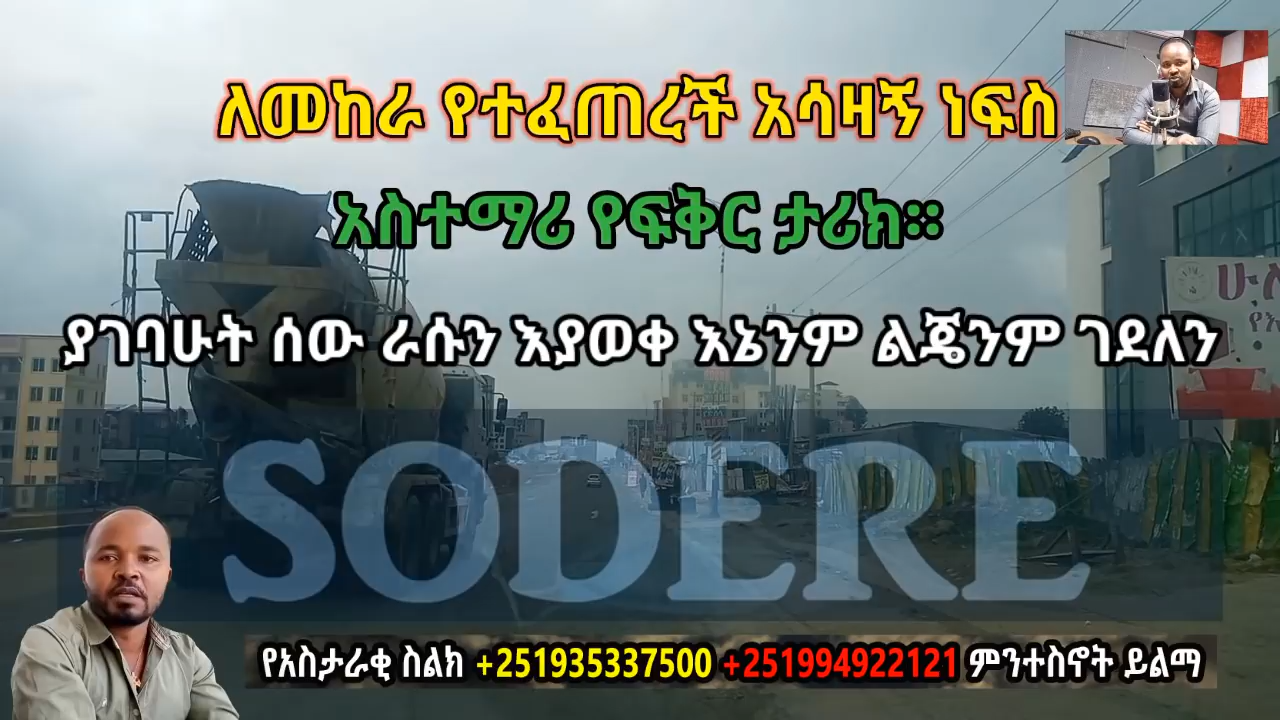 ለመከራ የተፈጠረች አሳዛኝ ነፍስ
አስተማሪ የፍቅር ታሪክ።
ያገባሁት ሰው ራሱን እያወቀ እኔንም ልጄንም ገደለን
SODERE
የአስታራቂ ስልክ +251935337500 +251994922121 ምንተስኖት ይልማ